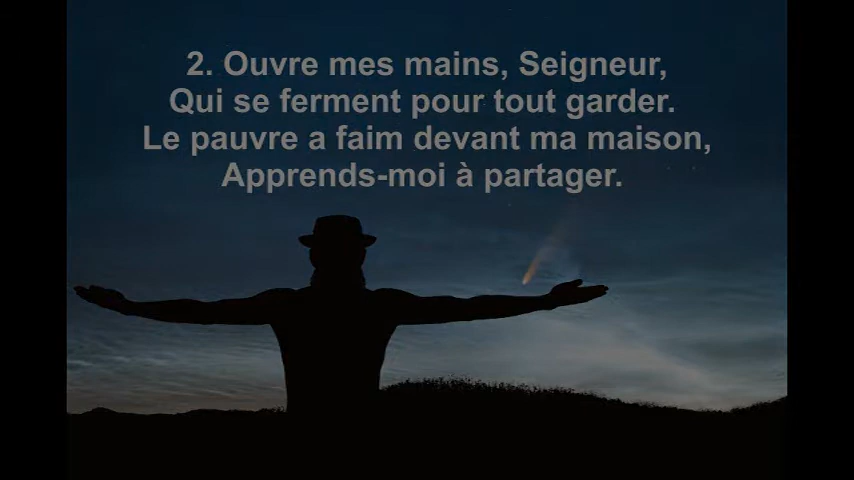 2. Ouvre mes mains, Seigneur,
Qui se ferment pour tout garder.
Le pauvre a faim devant ma maison,
Apprends-moi à partager.